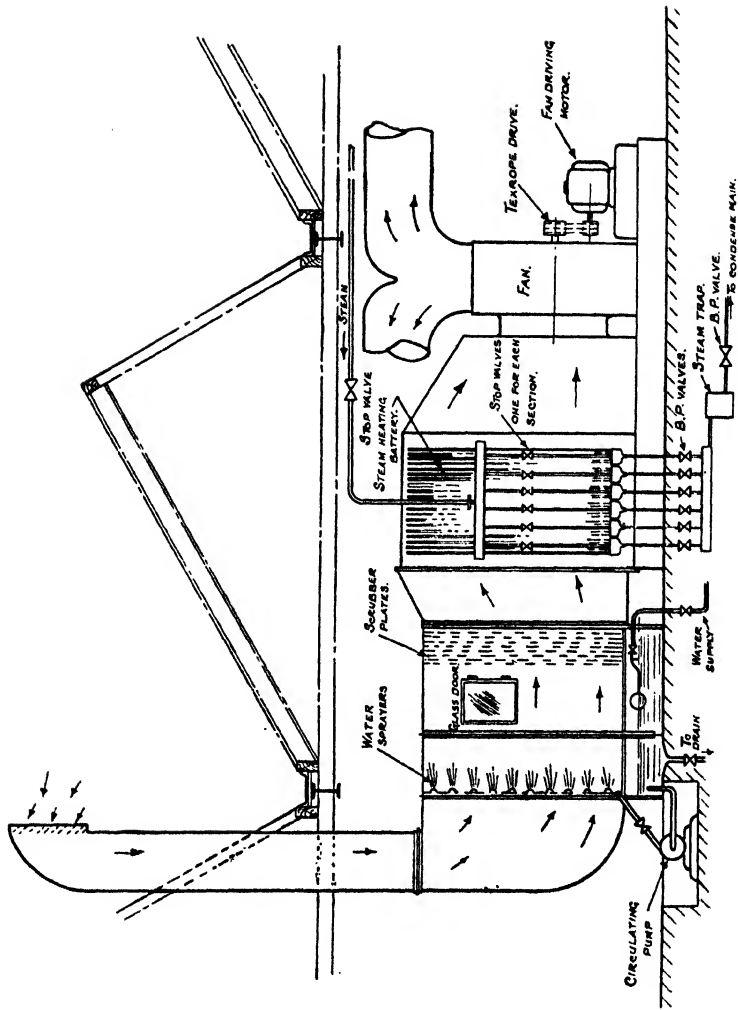 STEAM
STOP VALVE
STEAM HEATING
BATTERY.
STOP VALVES
ONE FOR EACH
SECTION.
FAN.
TEXROPE DRIVE.
FAN DRIVING
MOTOR.
SCRUBBER
PLATES.
WATER
SPRAYERS
GLASS DOOR
B.P. VALVES.
STEAM TRAP.
B.P. VALVE.
TO CONDENSE MAIN.
WATER
SUPPLY
TO
DRAIN
CIRCULATING
PUMP